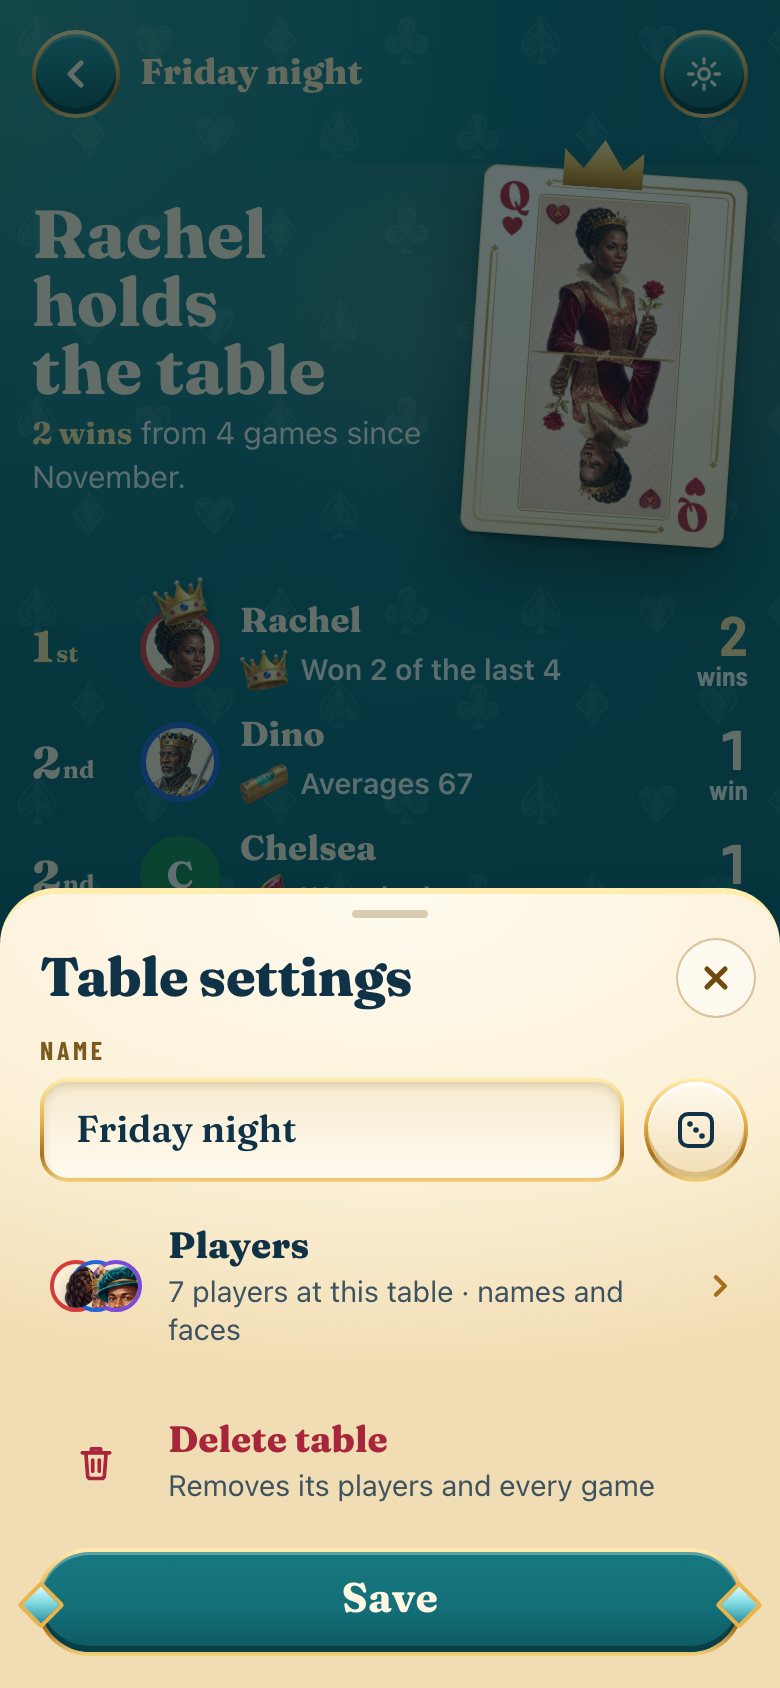 Friday night
Rachel
holds
the table
2 wins from 4 games since
November.
Q
Q
1st
Rachel
Won 2 of the last 4
2
wins
2nd
Dino
Averages 67
1
win
2nd
C
Chelsea
1
Table settings
NAME
Friday night
Players
7 players at this table · names and
faces
Delete table
Removes its players and every game
Save